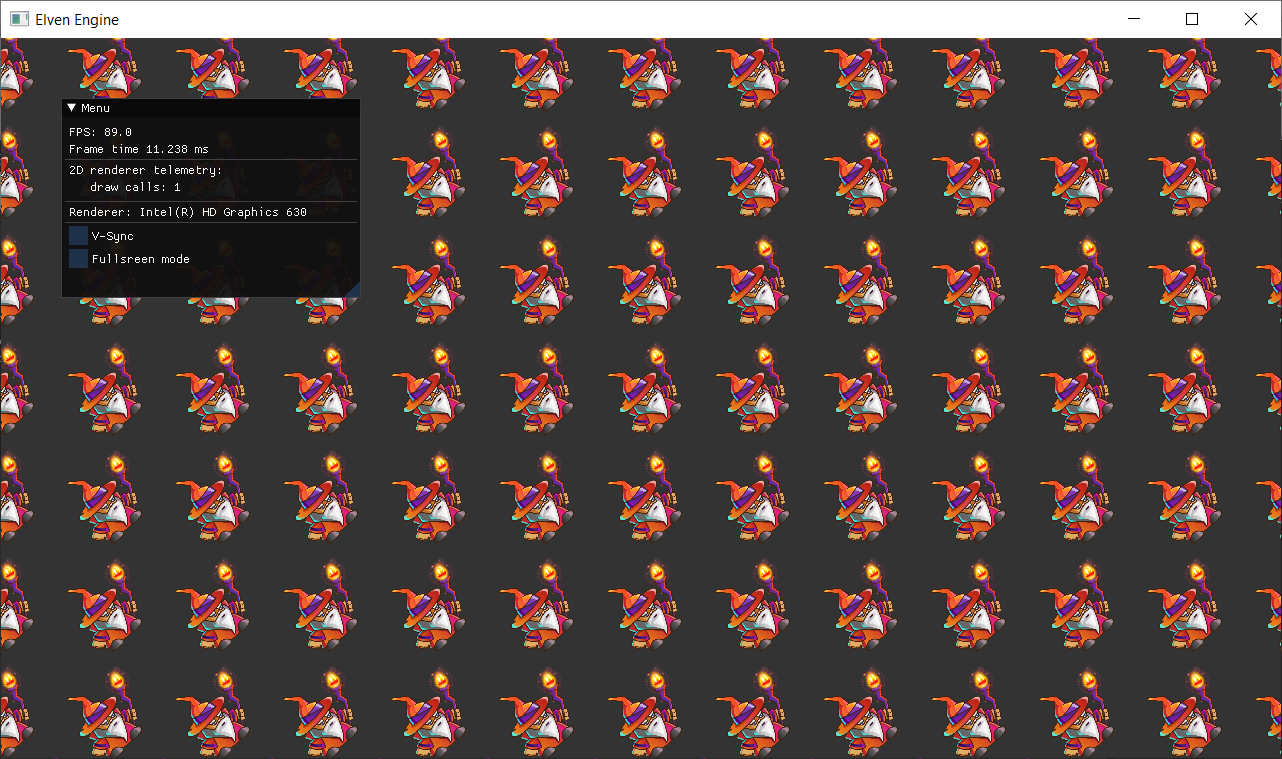 Elven Engine
Menu
FPS: 89.0
Frame time 11.238 ms
2D renderer telemetry:
draw calls: 1
Renderer: Intel(R) HD Graphics 630
V-Sync
Fullsreen mode